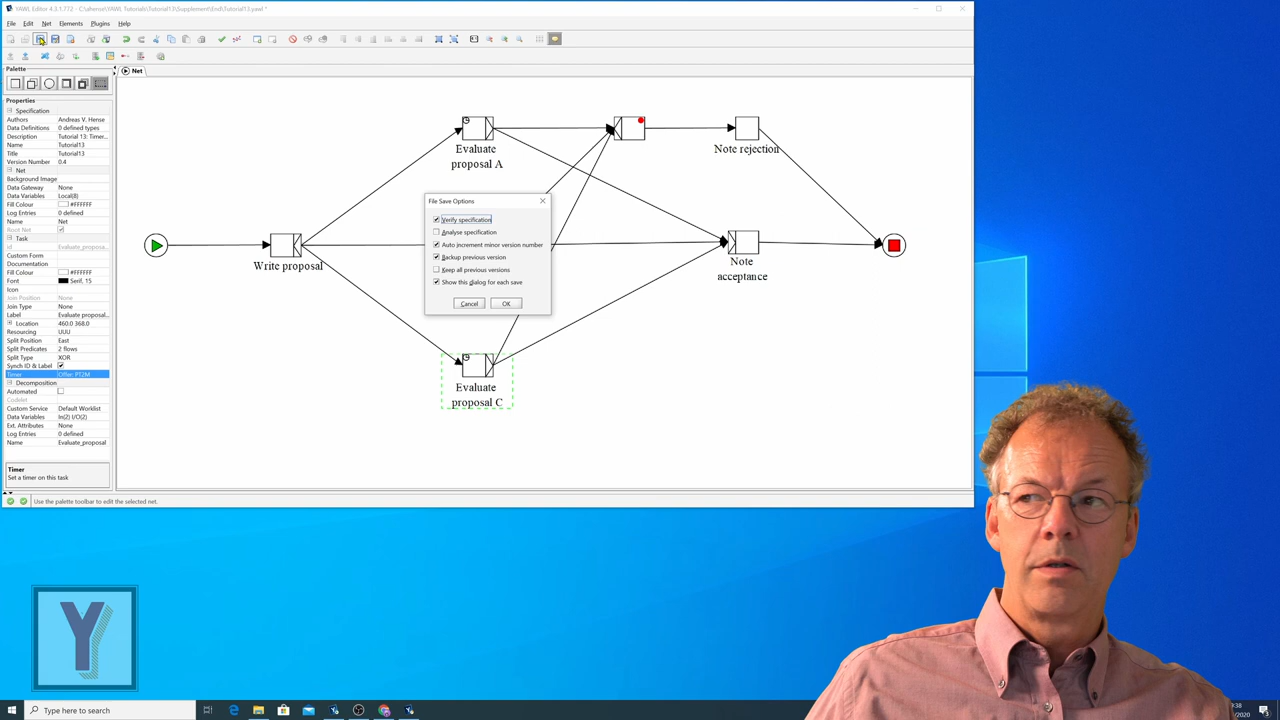 YAWL Editor 4.3.1.772 - C:\ahense\YAWL Tutorials\Tutorial13\Supplement\End\Tutorial13.yawl *
File Edit Net Elements Plugins Help
Palette
Net
Properties
Specification
Authors Andreas V. Hense
Data Definitions 0 defined types
Description Tutorial 13: Timer...
Name Tutorial13
Title Tutorial13
Version Number 0.4
Net
Background Image
Data Gateway None
Data Variables Local(8)
Fill Colour #FFFFFF
Log Entries 0 defined
Name Net
Root Net
Task
id Evaluate_proposa...
Custom Form
Documentation
Fill Colour #FFFFFF
Font Serif, 15
Icon
Join Position None
Join Type None
Label Evaluate proposal...
Location 460.0 368.0
Resourcing UUU
Split Position East
Split Predicates 2 flows
Split Type XOR
Synch ID & Label
Timer Offer: PT2M
Decomposition
Automated
Codelet
Custom Service Default Worklist
Data Variables In(2) I/O(2)
Ext. Attributes None
Log Entries 0 defined
Name Evaluate_proposal
Timer
Set a timer on this task
Use the palette toolbar to edit the selected net.
Evaluate
proposal A
Note rejection
Write proposal
Note
acceptance
Evaluate
proposal C
File Save Options
Verify specification
Analyse specification
Auto increment minor version number
Backup previous version
Keep all previous versions
Show this dialog for each save
Cancel OK
Y
Type here to search
:38
/2020